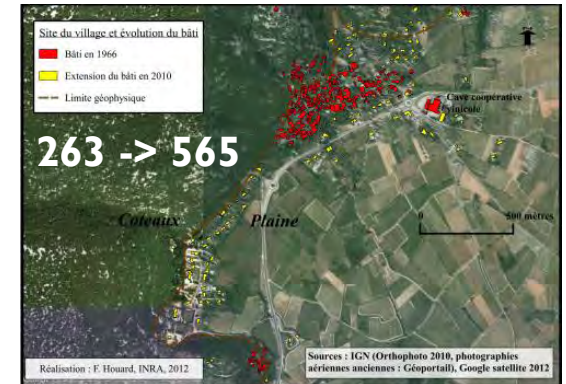 Site du village et évolution du bâti
Bâti en 1966
Extension du bâti en 2010
Limite géophysique
Cave coopérative
vinicole
263 -> 565
Coteaux Plaine
0 500 mètres
Réalisation : F. Houard, INRA, 2012
Sources : IGN (Orthophoto 2010, photographies
aériennes anciennes : Géoportail), Google satellite 2012